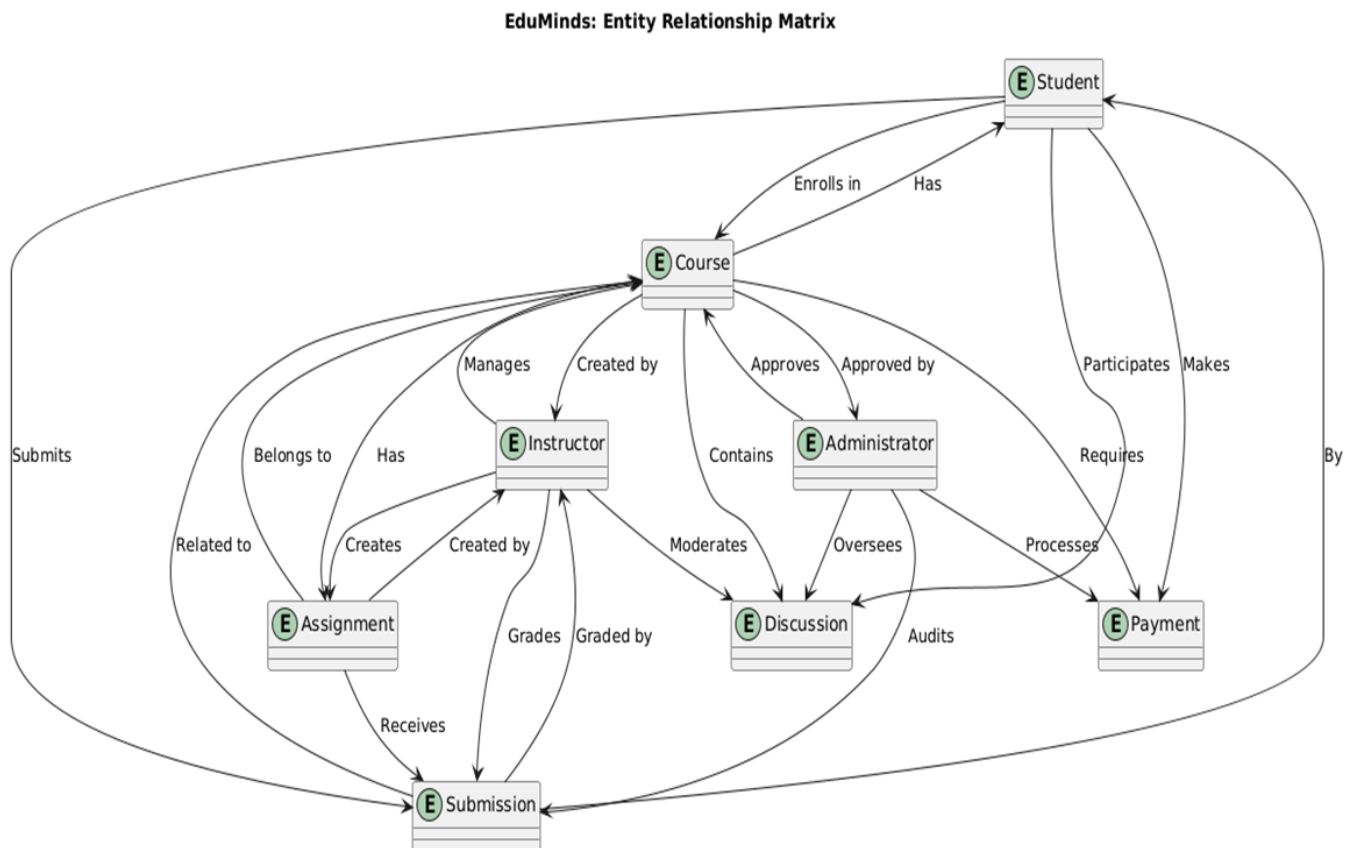 EduMinds: Entity Relationship Matrix
E Student
Enrolls in
Has
E Course
Manages
Created by
Approves
Approved by
Participates
Makes
E Instructor
E Administrator
Submits
Belongs to
Has
Contains
Requires
By
Related to
Creates
Created by
Moderates
Oversees
Processes
E Assignment
E Discussion
E Payment
Grades
Graded by
Audits
Receives
E Submission